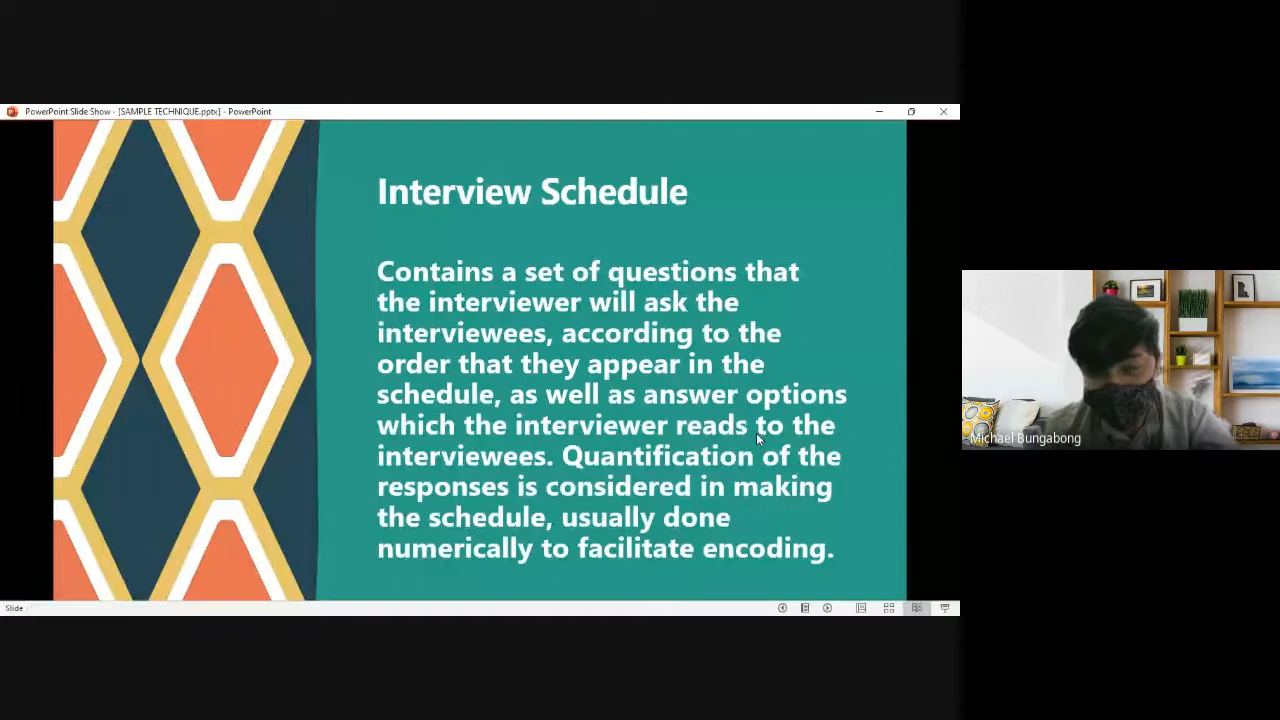 PowerPoint Slide Show - [SAMPLE TECHNIQUE.pptx] - PowerPoint
Interview Schedule
Contains a set of questions that
the interviewer will ask the
interviewees, according to the
order that they appear in the
schedule, as well as answer options
which the interviewer reads to the
interviewees. Quantification of the
responses is considered in making
the schedule, usually done
numerically to facilitate encoding.
Michael Bungabong
Slide